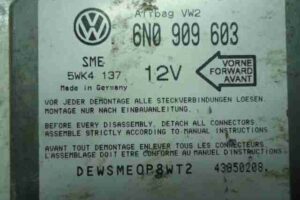 Airbag VW2
6N0 909 603
SME
5WK4 137
12V
Made in Germany
VORNE
FORWARD
AVANT
VOR JEDER DEMONTAGE ALLE STECKVERBINDUNGEN LOESEN.
MONTAGE NUR NACH EINBAUANLEITUNG.
BEFORE EVERY DISASSEMBLY, DETACH ALL CONNECTORS
ASSEMBLE STRICTLY ACCORDING TO MANUAL INSTRUCTIONS
AVANT TOUT DEMONTAGE ENLEVER TOUS LES CONNECTEURS
L'ASSEMBLAGE DOIT ETRE CONFORME AU MANUEL D'INSTRUCTIONS
DEWSMEOP8WT2 43850208